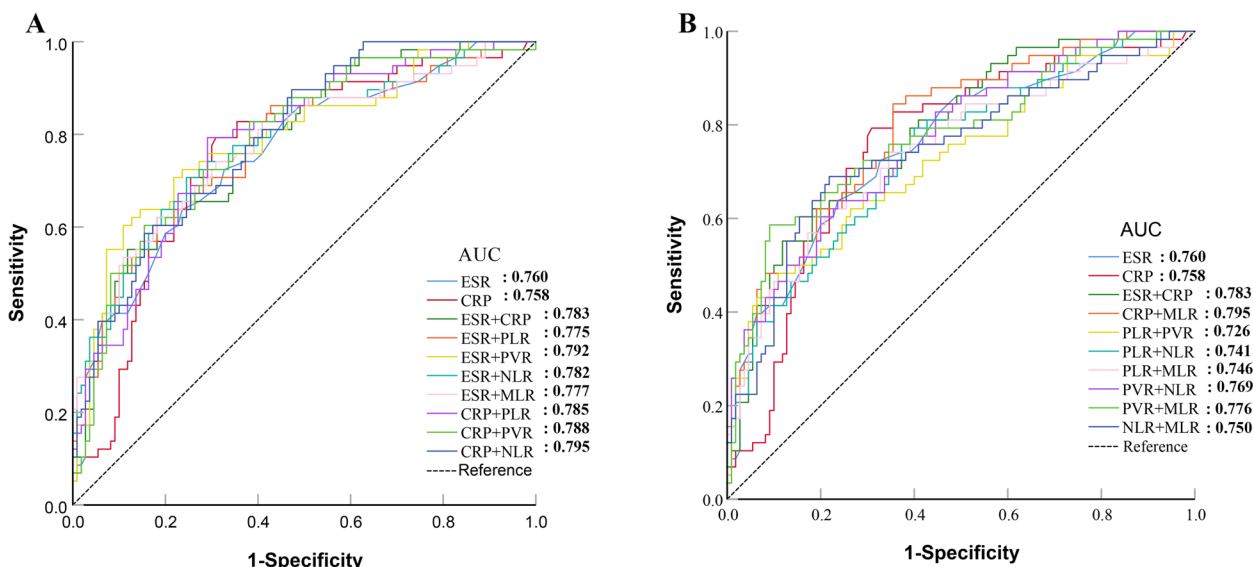 A
Sensitivity
1.0
0.8
0.6
0.4
0.2
0.0
AUC
ESR : 0.760
CRP : 0.758
ESR+CRP : 0.783
ESR+PLR : 0.775
ESR+PVR : 0.792
ESR+NLR : 0.782
ESR+MLR : 0.777
CRP+PLR : 0.785
CRP+PVR : 0.788
CRP+NLR : 0.795
Reference
0.0 0.2 0.4 0.6 0.8 1.0
1-Specificity
B
Sensitivity
1.0
0.8
0.6
0.4
0.2
0.0
AUC
ESR : 0.760
CRP : 0.758
ESR+CRP : 0.783
CRP+MLR : 0.795
PLR+PVR : 0.726
PLR+NLR : 0.741
PLR+MLR : 0.746
PVR+NLR : 0.769
PVR+MLR : 0.776
NLR+MLR : 0.750
Reference
0.0 0.2 0.4 0.6 0.8 1.0
1-Specificity